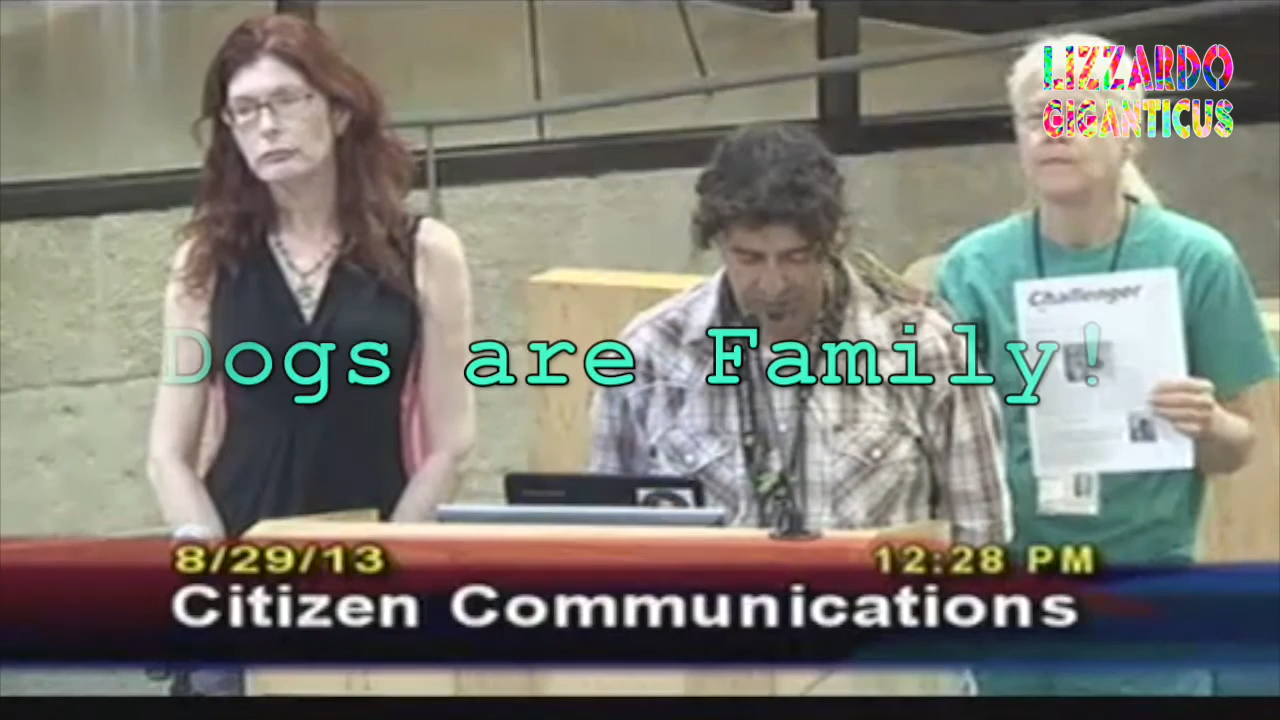 LIZZARDO
GIGANTICUS
Challenger
Dogs are Family!
8/29/13
12:28 PM
Citizen Communications